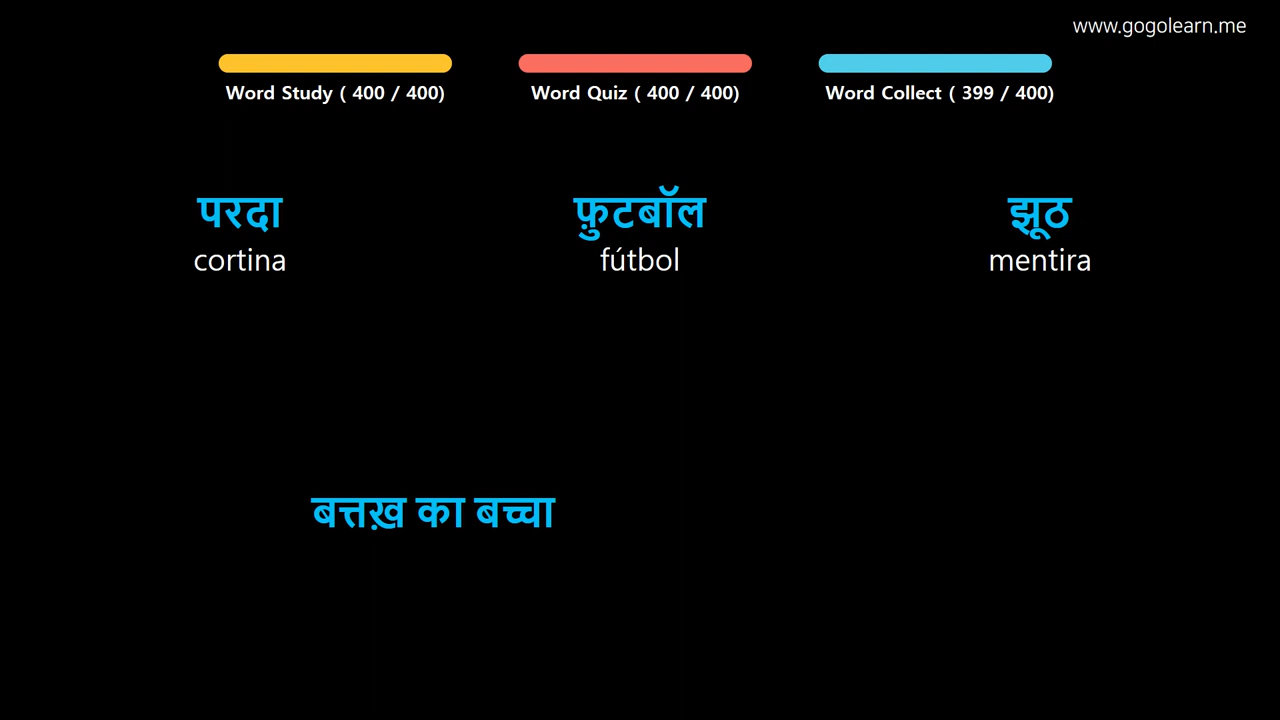 www.gogolearn.me
Word Study ( 400 / 400)
Word Quiz ( 400 / 400)
Word Collect ( 399 / 400)
परदा
cortina
फ़ुटबॉल
fútbol
झूठ
mentira
बत्तख़ का बच्चा